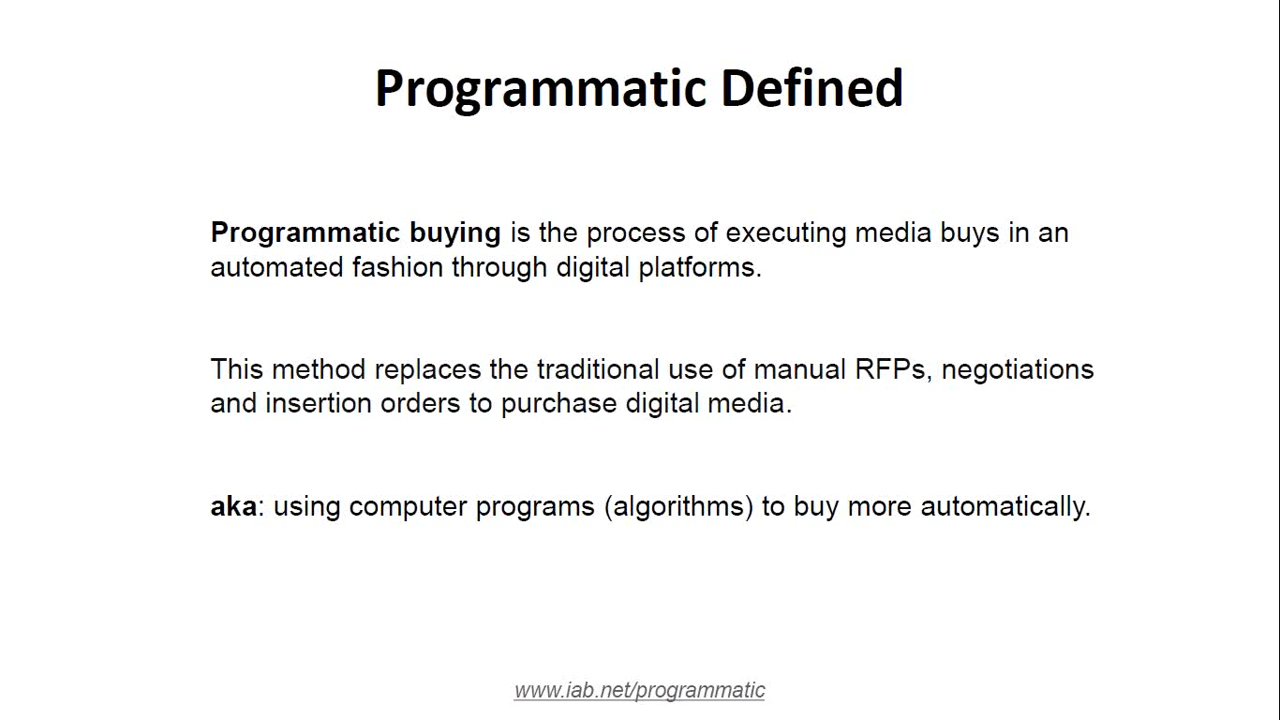 Programmatic Defined
Programmatic buying is the process of executing media buys in an
automated fashion through digital platforms.
This method replaces the traditional use of manual RFPs, negotiations
and insertion orders to purchase digital media.
aka: using computer programs (algorithms) to buy more automatically.
www.iab.net/programmatic